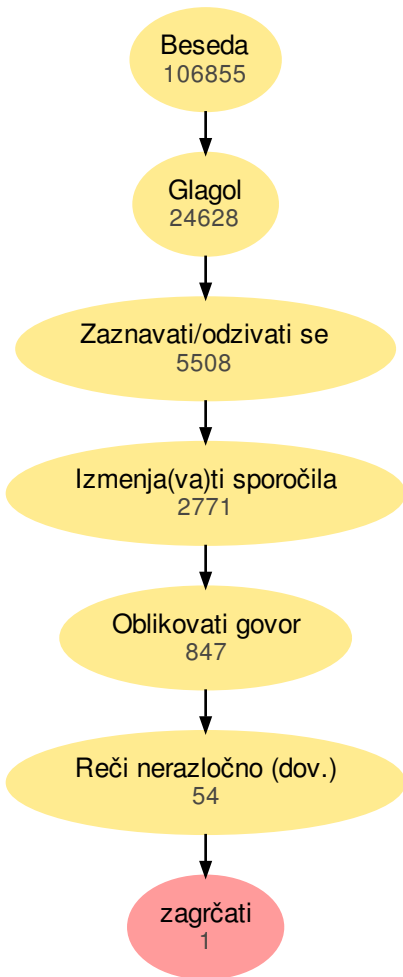 Beseda
106855
Glagol
24628
Zaznavati/odzivati se
5508
Izmenja(va)ti sporočila
2771
Oblikovati govor
847
Reči nerazločno (dov.)
54
zagrčati
1